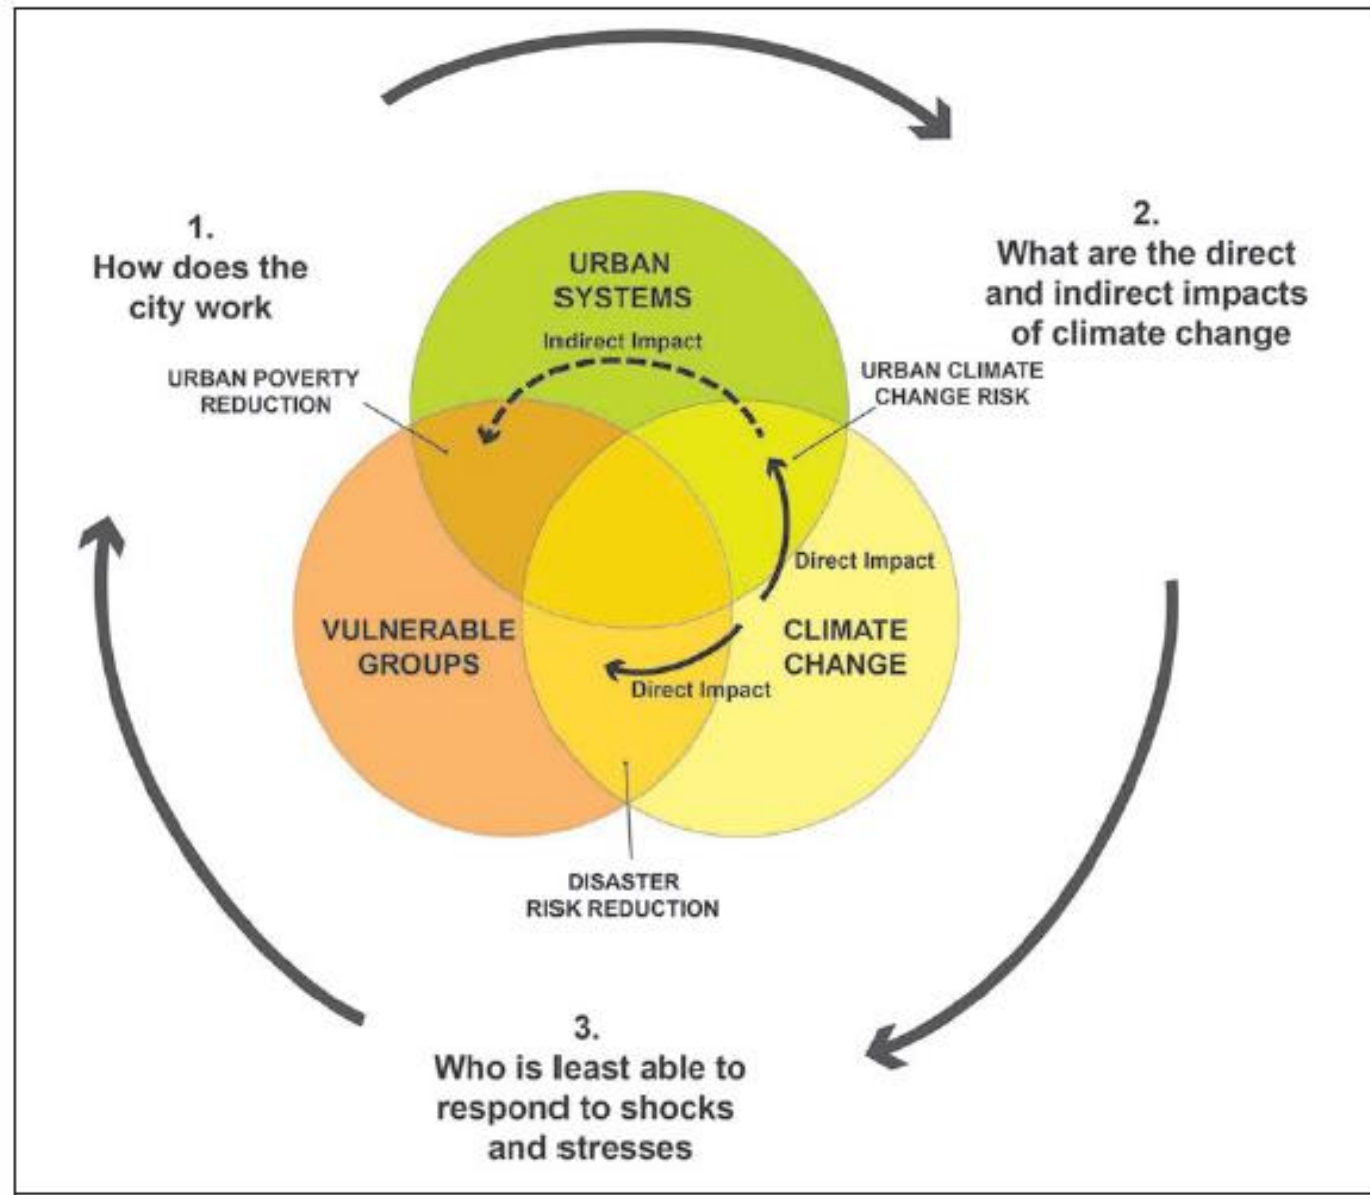 1.
How does the
city work
2.
What are the direct
and indirect impacts
of climate change
URBAN
SYSTEMS
Indirect Impact
URBAN POVERTY
REDUCTION
URBAN CLIMATE
CHANGE RISK
Direct Impact
VULNERABLE
GROUPS
CLIMATE
CHANGE
Direct Impact
DISASTER
RISK REDUCTION
3.
Who is least able to
respond to shocks
and stresses